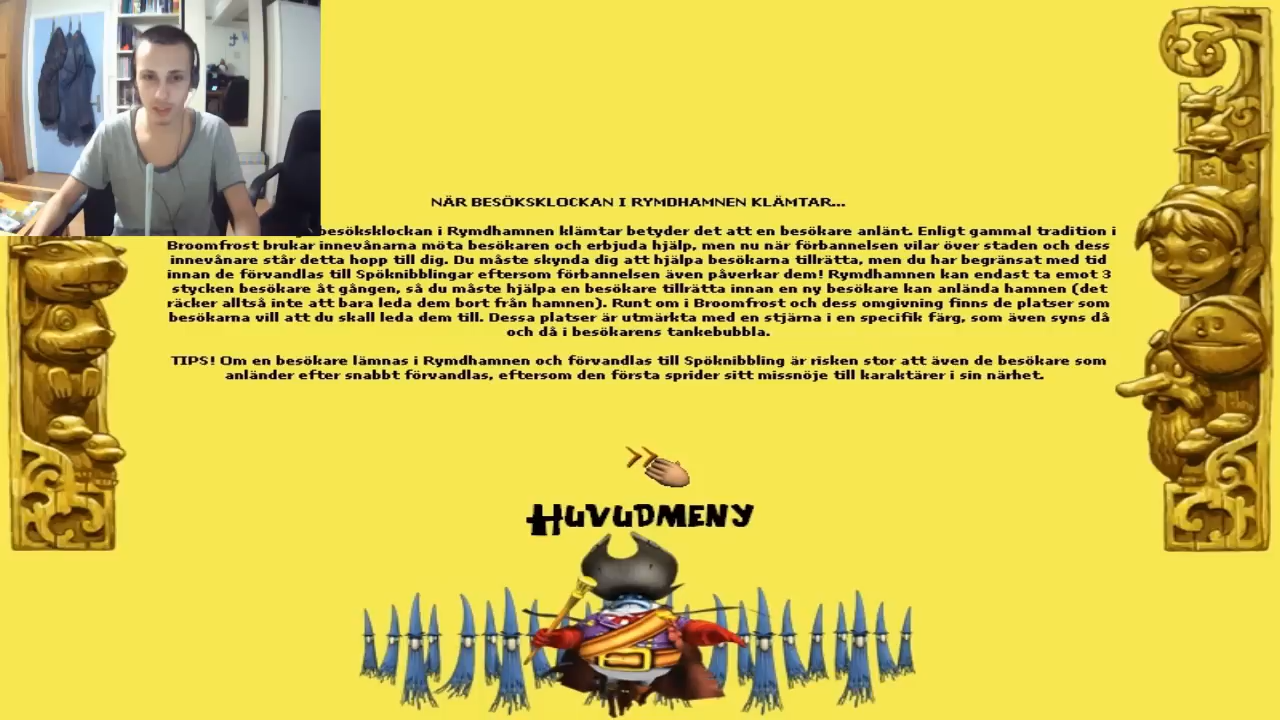 NÄR BESÖKSKLOCKAN I RYMDHAMNEN KLÄMTAR...
besöksklockan i Rymdhamnen klämtar betyder det att en besökare anlänt. Enligt gammal tradition i
Broomfrost brukar innevånarna möta besökaren och erbjuda hjälp, men nu när förbannelsen vilar över staden och dess
innevånare står detta hopp till dig. Du måste skynda dig att hjälpa besökarna tillrätta, men du har begränsat med tid
innan de förvandlas till Spöknibblingar eftersom förbannelsen även påverkar dem! Rymdhamnen kan endast ta emot 3
stycken besökare åt gången, så du måste hjälpa en besökare tillrätta innan en ny besökare kan anlända hamnen (det
räcker alltså inte att bara leda dem bort från hamnen). Runt om i Broomfrost och dess omgivning finns de platser som
besökarna vill att du skall leda dem till. Dessa platser är utmärkta med en stjärna i en specifik färg, som även syns då
och då i besökarens tankebubbla.
TIPS! Om en besökare lämnas i Rymdhamnen och förvandlas till Spöknibbling är risken stor att även de besökare som
anländer efter snabbt förvandlas, eftersom den första sprider sitt missnöje till karaktärer i sin närhet.
HUVUDMENY